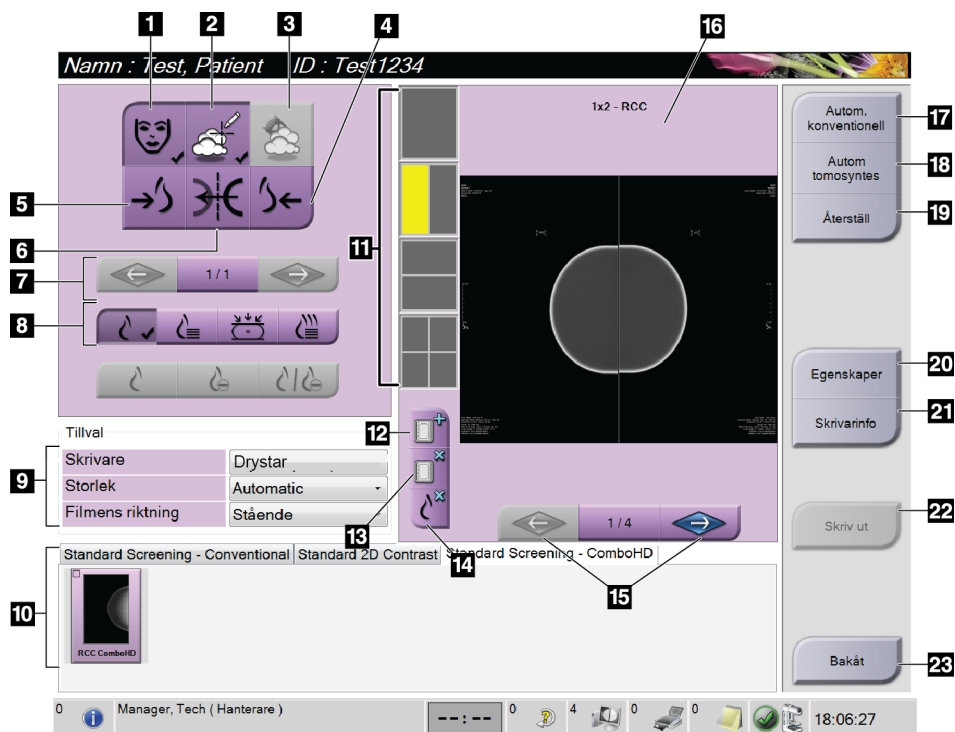 1
2
3
4
16
Namn : Test, Patient ID : Test1234
1x2 - RCC
Autom. konventionell
17
Autom tomosyntes
18
Återställ
19
5
6
11
7
1 / 1
8
Egenskaper
20
Skrivarinfo
21
Tillval
12
9
Skrivare
Drystar
Storlek
Automatic
Filmens riktning
Stående
13
14
1 / 4
15
Skriv ut
22
Standard Screening - Conventional
Standard 2D Contrast
Standard Screening - ComboHD
10
RCC ComboHD
Bakåt
23
0
Manager, Tech ( Hanterare )
--:--
0
4
0
0
18:06:27